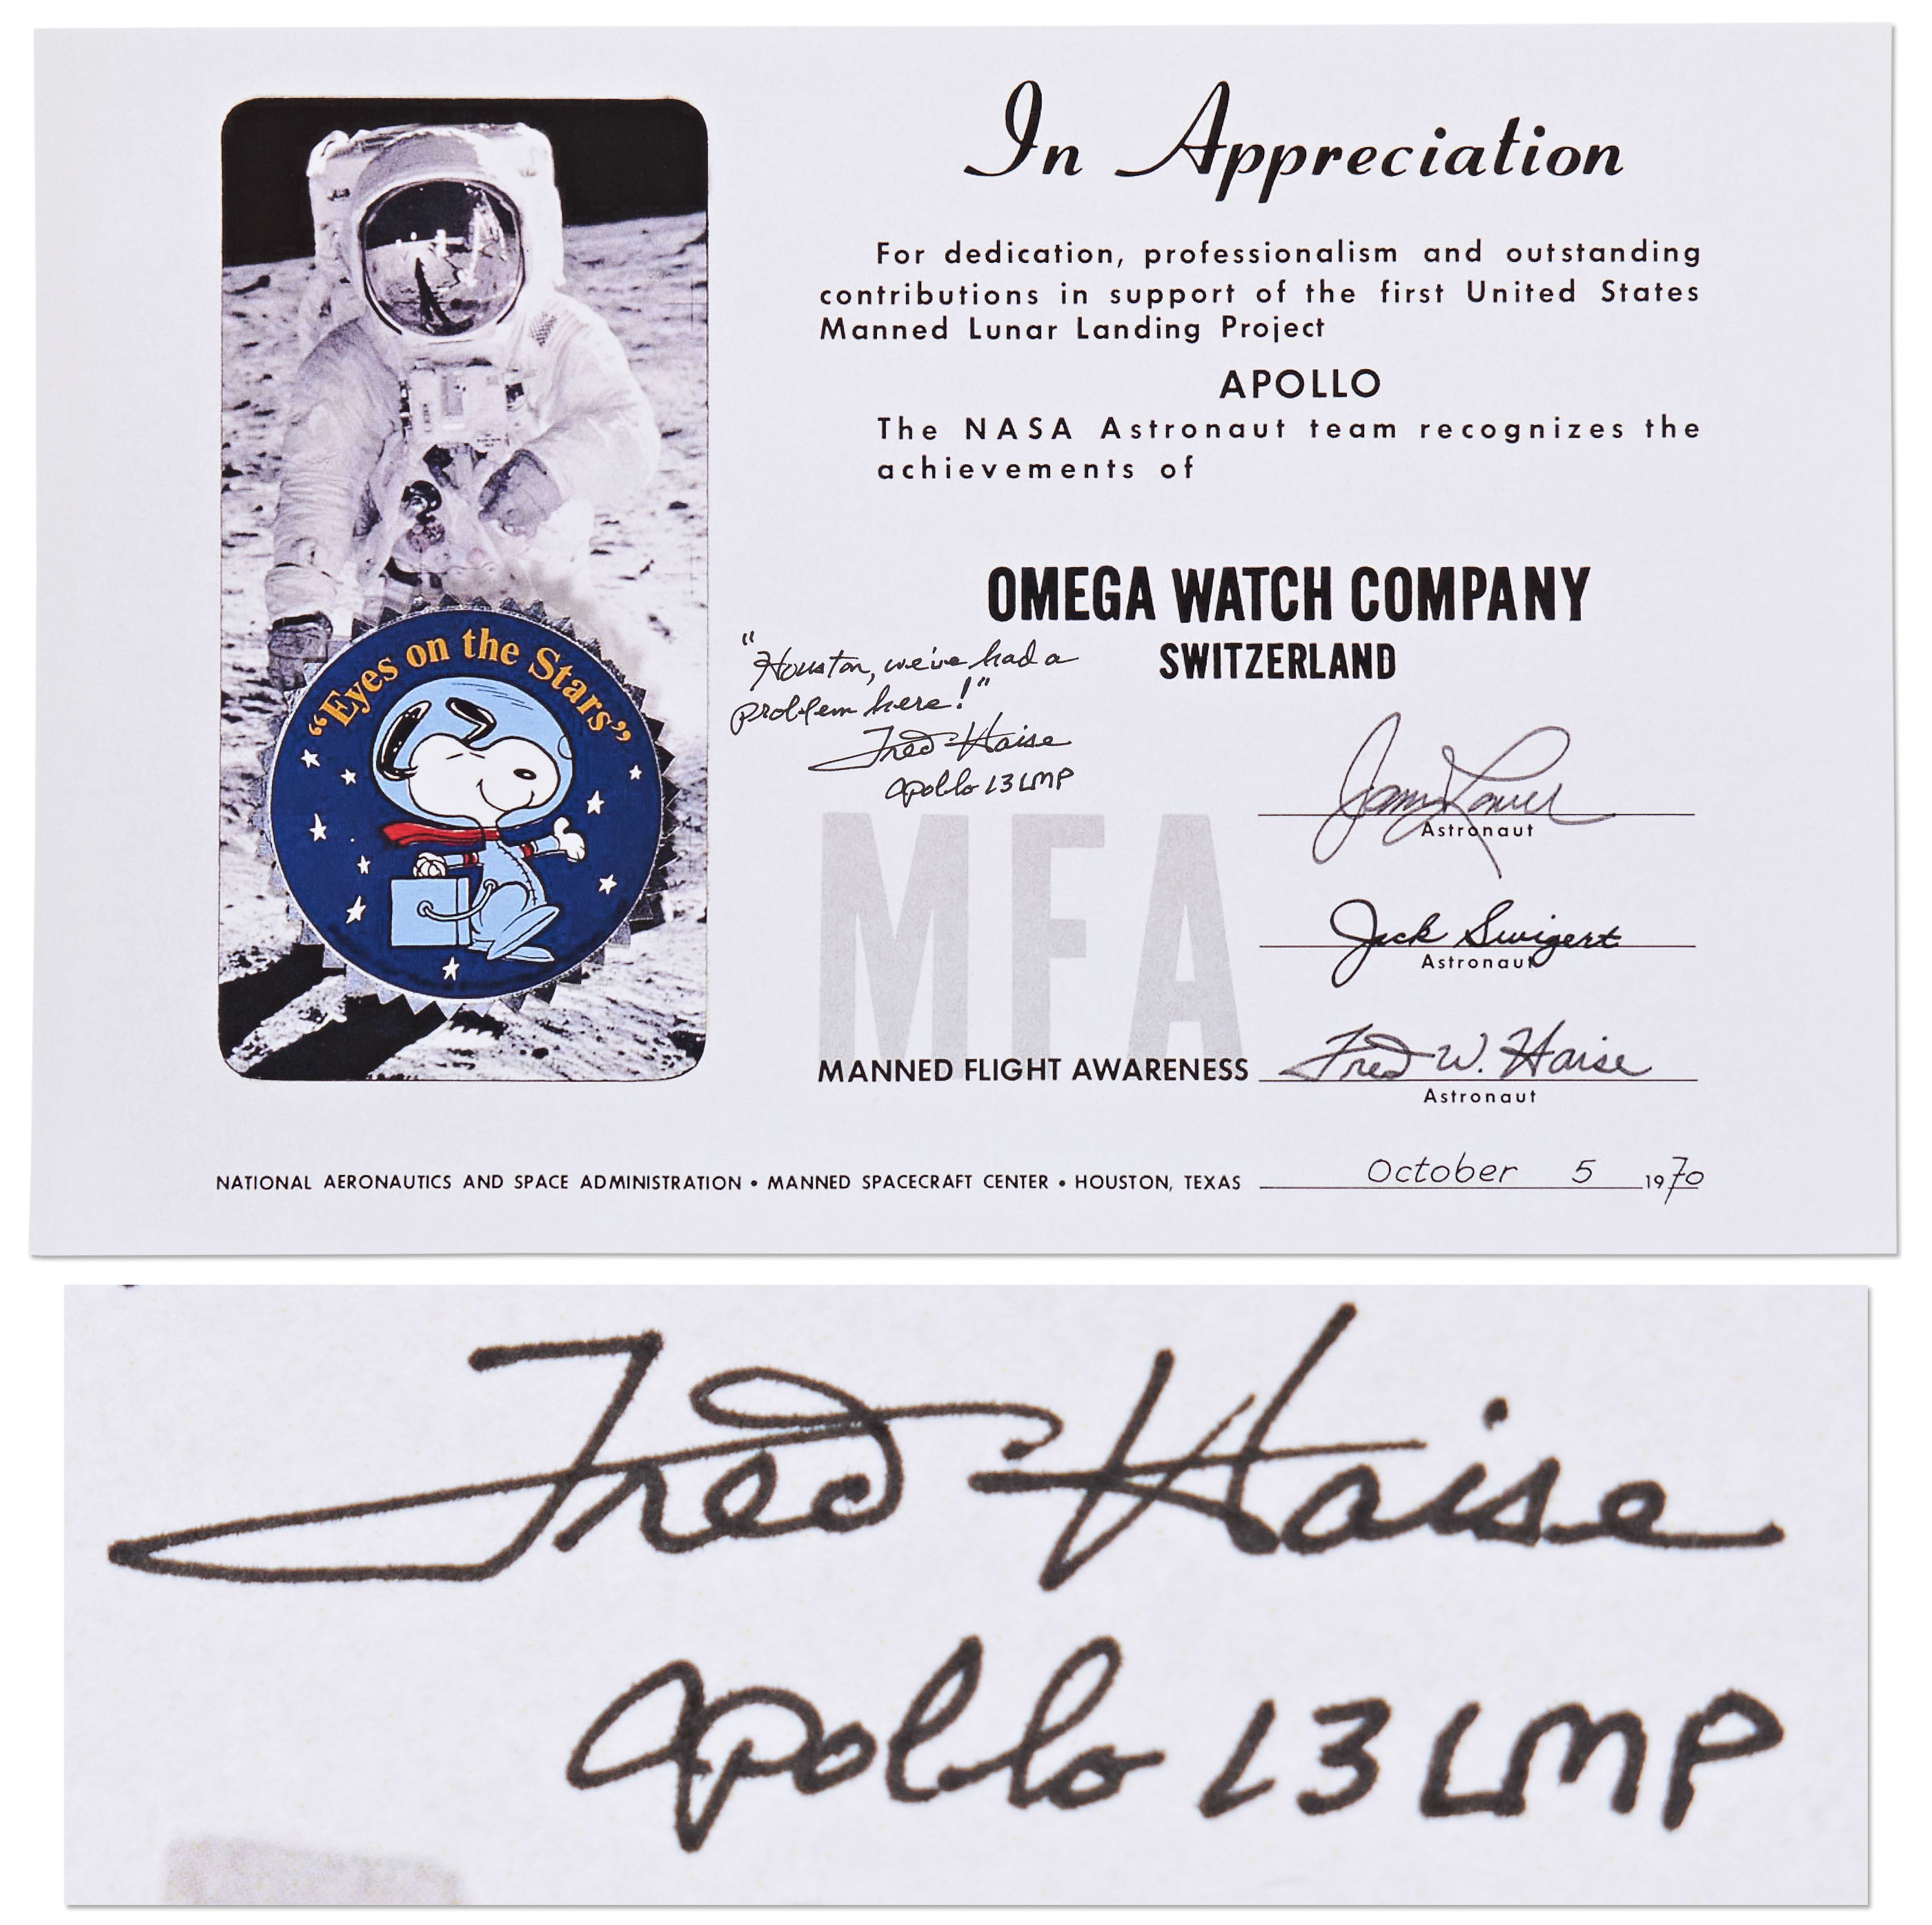 In Appreciation
For dedication, professionalism and outstanding
contributions in support of the first United States
Manned Lunar Landing Project
APOLLO
The NASA Astronaut team recognizes the
achievements of
OMEGA WATCH COMPANY
SWITZERLAND
"Houston, we've had a
problem here!"
Fred Haise
Apollo 13 LMP
"Eyes on the Stars"
James Lovell
Astronaut
Jack Swigert
Astronaut
MFA
MANNED FLIGHT AWARENESS
Fred W. Haise
Astronaut
NATIONAL AERONAUTICS AND SPACE ADMINISTRATION • MANNED SPACECRAFT CENTER • HOUSTON, TEXAS October 5 1970
Fred Haise
Apollo 13 LMP